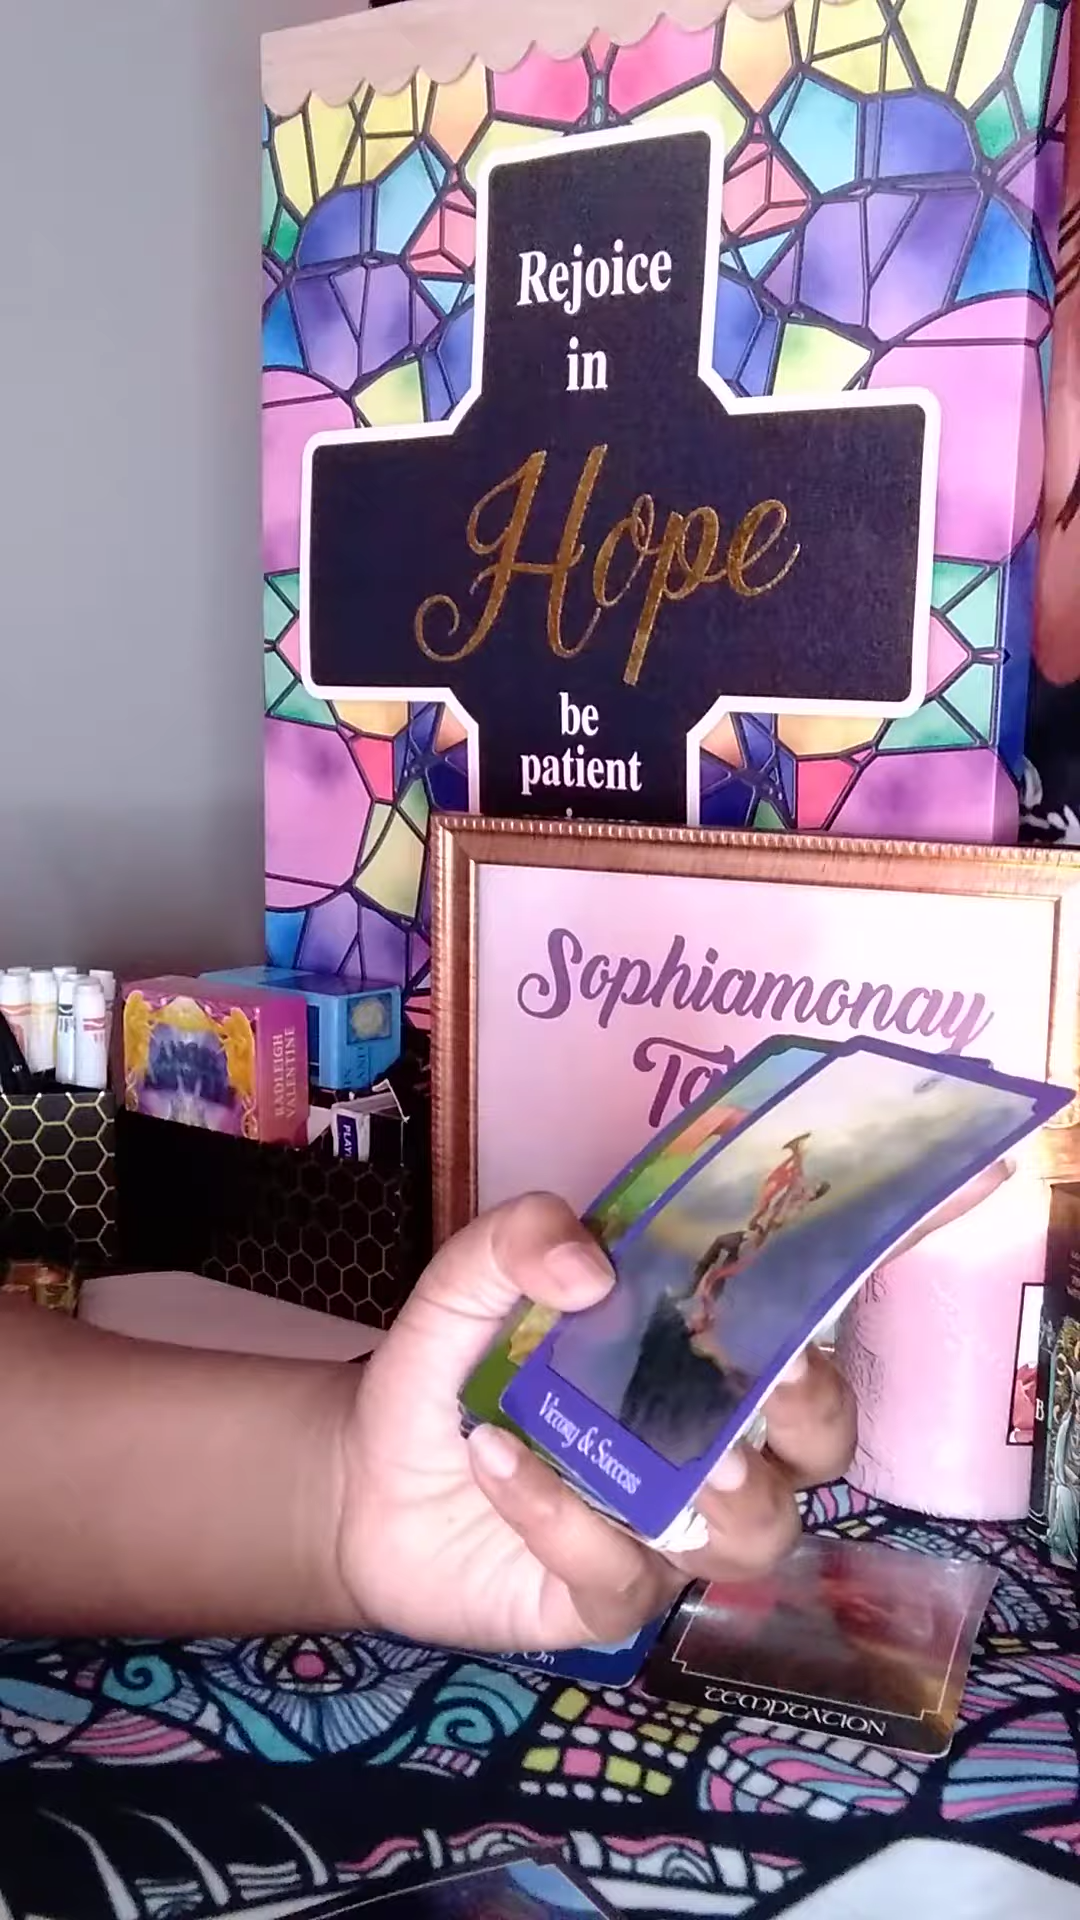 Rejoice
in
Hope
be
patient
Sophiamonay
RADLEIGH
VALENTINE
Victory & Success
TEMPTATION